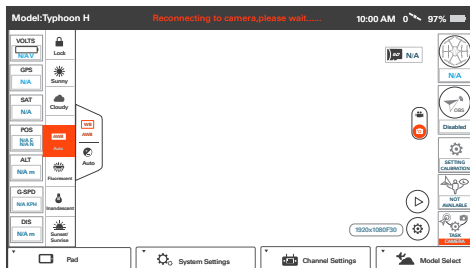 Model:Typhoon H
Reconnecting to camera,please wait......
10:00 AM
0
97%
VOLTS
N/A V
GPS
N/A
SAT
N/A
POS
N/A E
N/A N
ALT
N/A m
G-SPD
N/A KPH
DIS
N/A m
Lock
Sunny
Cloudy
AWB
Auto
Fluorescent
Incandescent
Sunset/
Sunrise
WB
AWB
Auto
N/A
N/A
OBS
Disabled
SETTING
CALIBRATION
NOT
AVAILABLE
TASK
CAMERA
1920x1080F30
Pad
System Settings
Channel Settings
Model Select